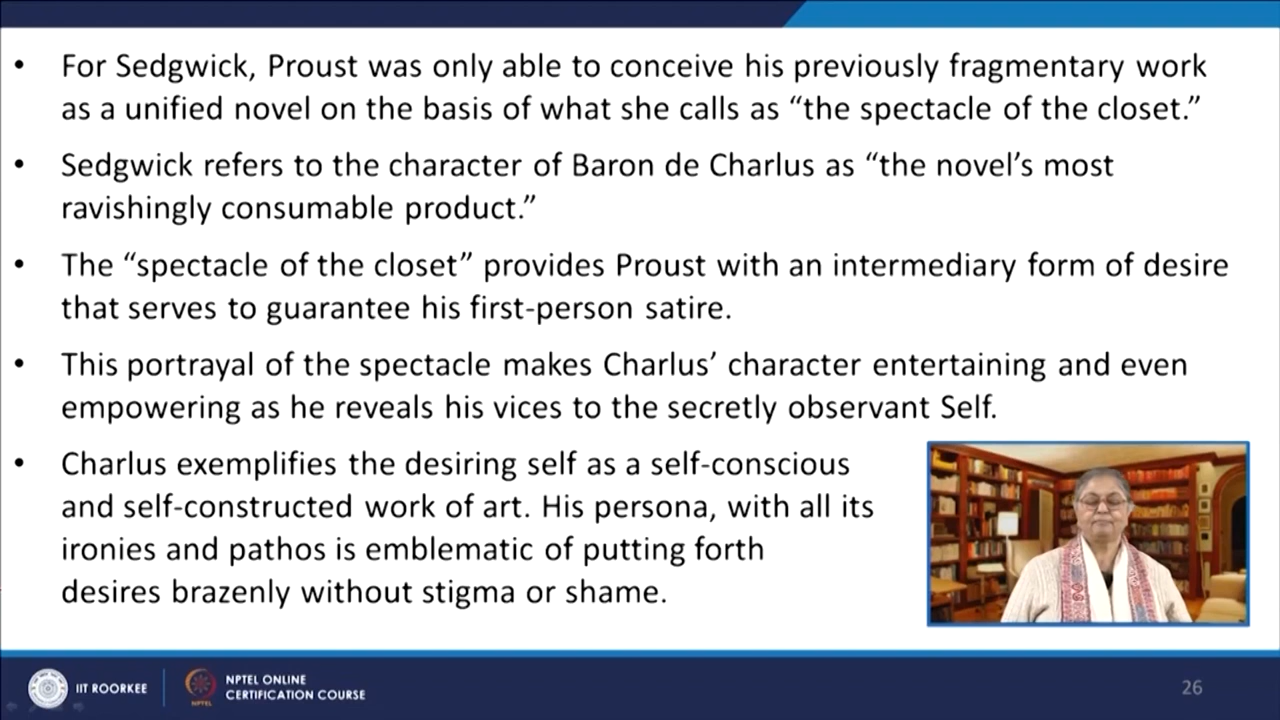 • For Sedgwick, Proust was only able to conceive his previously fragmentary work
as a unified novel on the basis of what she calls as “the spectacle of the closet.”
• Sedgwick refers to the character of Baron de Charlus as “the novel’s most
ravishingly consumable product.”
• The “spectacle of the closet” provides Proust with an intermediary form of desire
that serves to guarantee his first-person satire.
• This portrayal of the spectacle makes Charlus’ character entertaining and even
empowering as he reveals his vices to the secretly observant Self.
• Charlus exemplifies the desiring self as a self-conscious
and self-constructed work of art. His persona, with all its
ironies and pathos is emblematic of putting forth
desires brazenly without stigma or shame.
IIT ROORKEE
NPTEL
NPTEL ONLINE
CERTIFICATION COURSE
26